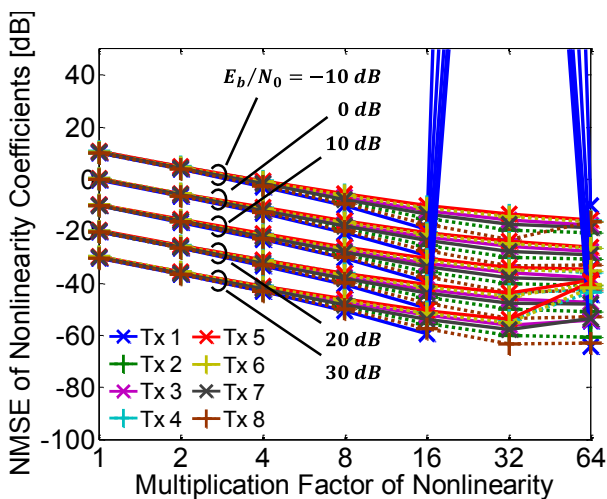 NMSE of Nonlinearity Coefficients [dB]
40
20
0
-20
-40
-60
-80
-100
E_b/N_0 = −10 dB
0 dB
10 dB
20 dB
30 dB
Tx 1
Tx 2
Tx 3
Tx 4
Tx 5
Tx 6
Tx 7
Tx 8
1 2 4 8 16 32 64
Multiplication Factor of Nonlinearity